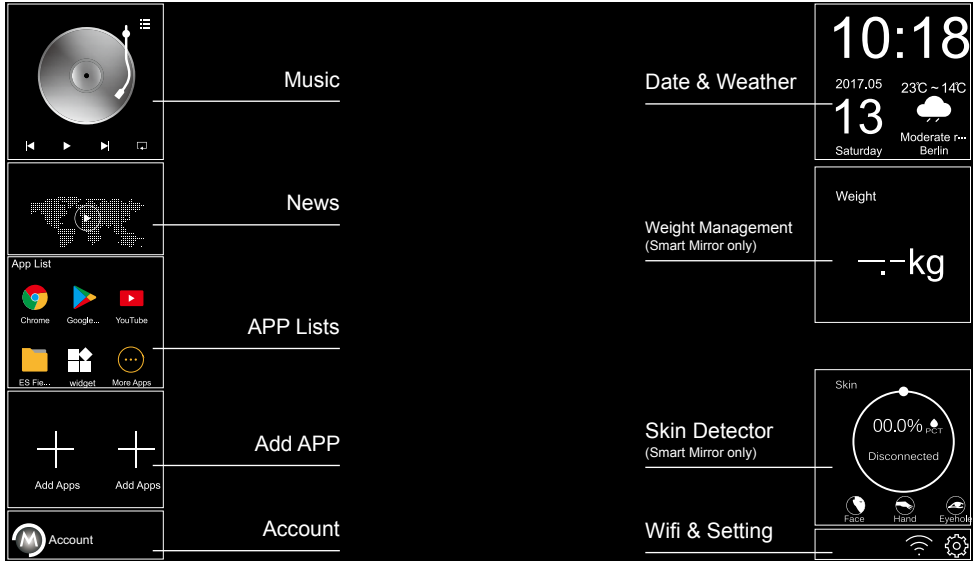 Music
News
App List
Chrome
Google...
YouTube
ES Fie...
widget
More Apps
APP Lists
Add Apps
Add Apps
Add APP
M
Account
Account
Date & Weather
10:18
2017.05
13
Saturday
23℃ ~ 14℃
Moderate r...
Berlin
Weight Management
(Smart Mirror only)
Weight
--.-kg
Skin Detector
(Smart Mirror only)
Skin
00.0% PCT
Disconnected
Face
Hand
Eyehole
Wifi & Setting